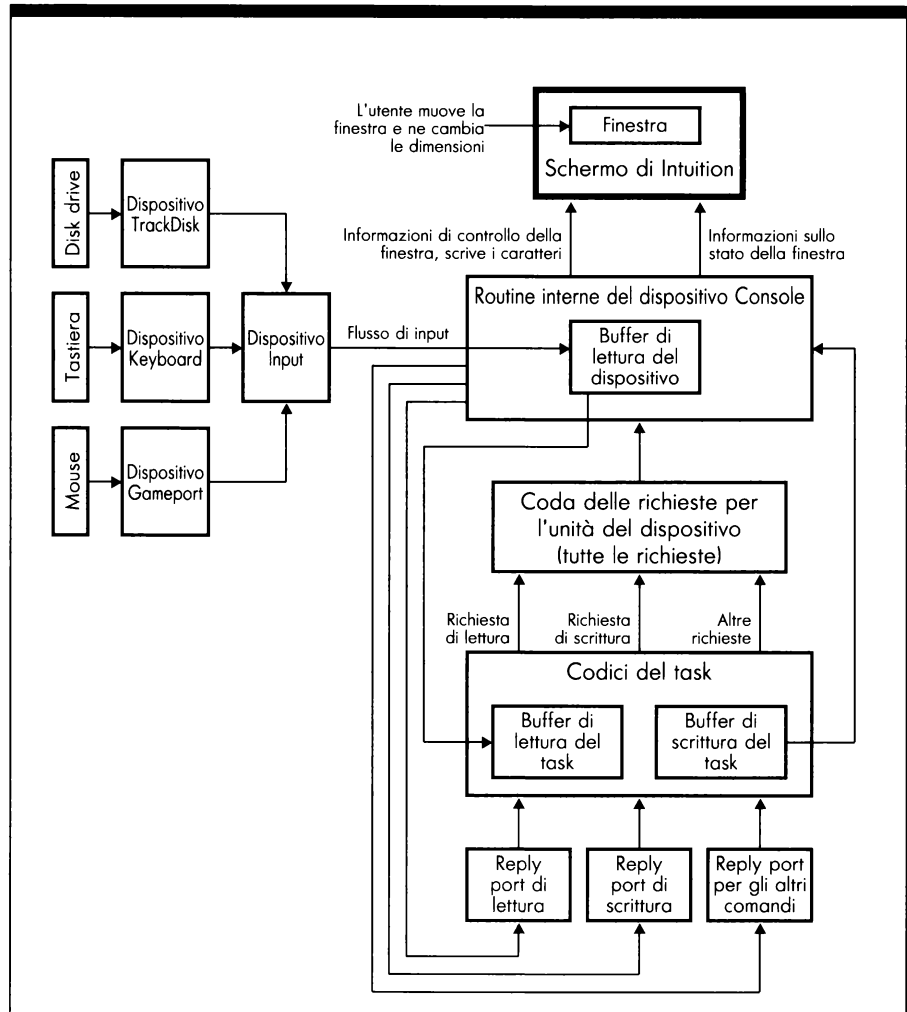 L'utente muove la
finestra e ne cambia
le dimensioni
Finestra
Schermo di Intuition
Disk drive
Dispositivo
TrackDisk
Informazioni di controllo della
finestra, scrive i caratteri
Informazioni sullo
stato della finestra
Routine interne del dispositivo Console
Tastiera
Dispositivo
Keyboard
Dispositivo
Input
Flusso di input
Buffer di
lettura del
dispositivo
Mouse
Dispositivo
Gameport
Coda delle richieste per
l'unità del dispositivo
(tutte le richieste)
Richiesta
di lettura
Richiesta
di scrittura
Altre
richieste
Codici del task
Buffer di
lettura del
task
Buffer di
scrittura del
task
Reply
port di
lettura
Reply
port di
scrittura
Reply port
per gli altri
comandi